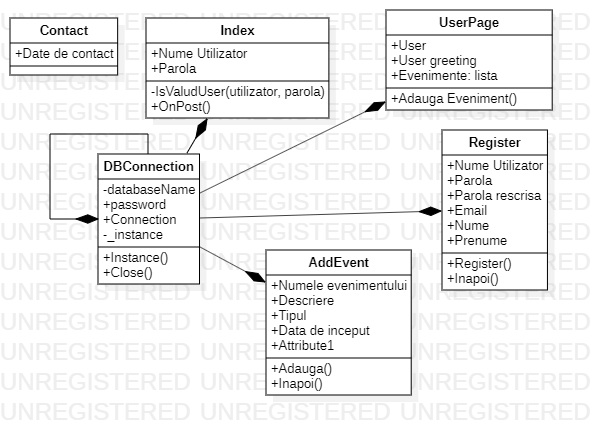 Contact
+Date de contact
Index
+Nume Utilizator
+Parola
-IsValudUser(utilizator, parola)
+OnPost()
UserPage
+User
+User greeting
+Evenimente: lista
+Adauga Eveniment()
DBConnection
-databaseName
+password
+Connection
-_instance
+Instance()
+Close()
Register
+Nume Utilizator
+Parola
+Parola rescrisa
+Email
+Nume
+Prenume
+Register()
+Inapoi()
AddEvent
+Numele evenimentului
+Descriere
+Tipul
+Data de inceput
+Attribute1
+Adauga()
+Inapoi()
UNREGISTERED UNREGISTERED UNREGISTERED